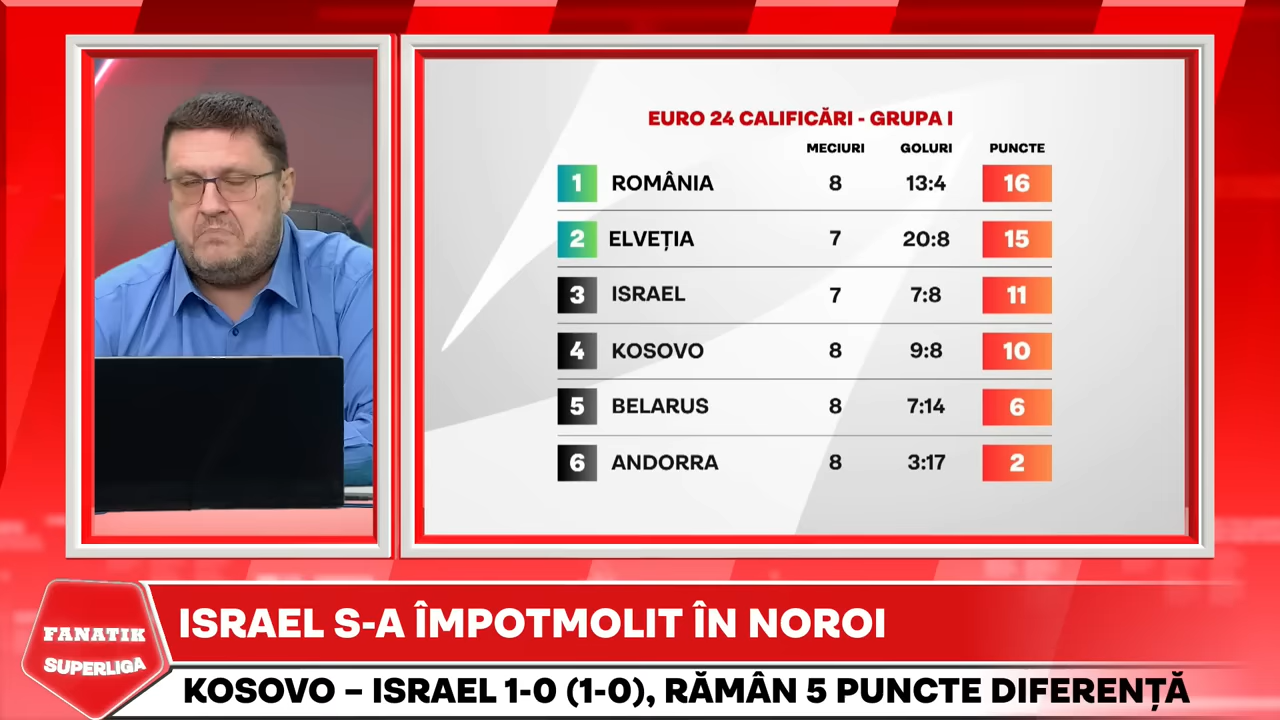 EURO 24 CALIFICĂRI - GRUPA I
MECIURI GOLURI PUNCTE
1 ROMÂNIA 8 13:4 16
2 ELVEȚIA 7 20:8 15
3 ISRAEL 7 7:8 11
4 KOSOVO 8 9:8 10
5 BELARUS 8 7:14 6
6 ANDORRA 8 3:17 2
ISRAEL S-A ÎMPOTMOLIT ÎN NOROI
FANATIK
SUPERLIGA
KOSOVO – ISRAEL 1-0 (1-0), RĂMÂN 5 PUNCTE DIFERENȚĂ